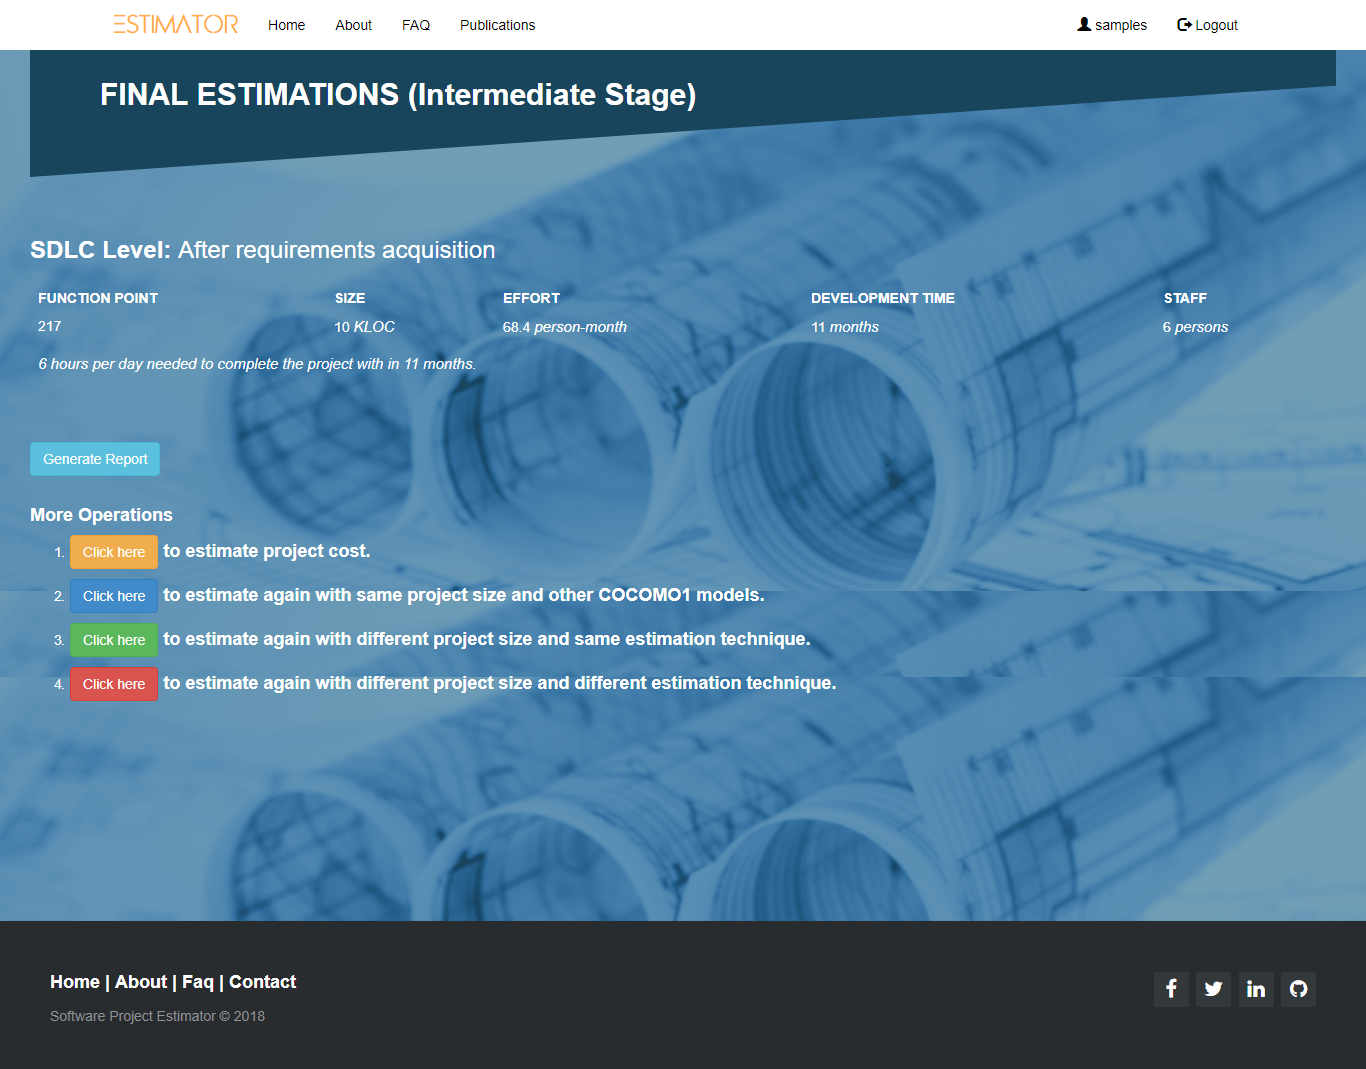 ESTIMATOR Home About FAQ Publications samples Logout
FINAL ESTIMATIONS (Intermediate Stage)
SDLC Level: After requirements acquisition
FUNCTION POINT SIZE EFFORT DEVELOPMENT TIME STAFF
217 10 KLOC 68.4 person-month 11 months 6 persons
6 hours per day needed to complete the project with in 11 months.
Generate Report
More Operations
1. Click here to estimate project cost.
2. Click here to estimate again with same project size and other COCOMO1 models.
3. Click here to estimate again with different project size and same estimation technique.
4. Click here to estimate again with different project size and different estimation technique.
Home | About | Faq | Contact
Software Project Estimator © 2018